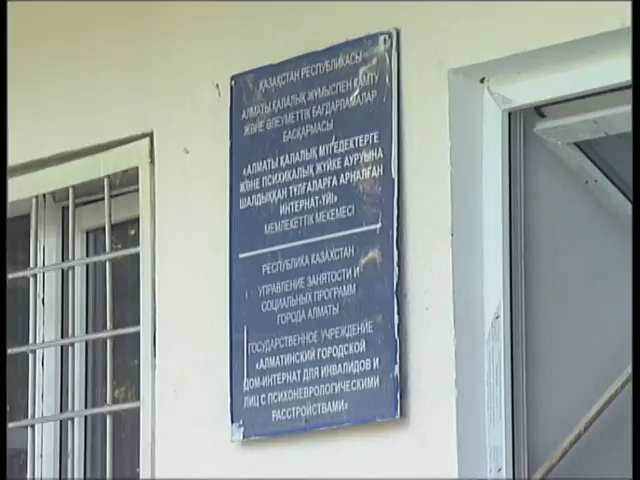 ҚАЗАҚСТАН РЕСПУБЛИКАСЫ
АЛМАТЫ ҚАЛАЛЫҚ ЖҰМЫСПЕН ҚАМТУ
ЖӘНЕ ӘЛЕУМЕТТІК БАҒДАРЛАМАЛАР
БАСҚАРМАСЫ
«АЛМАТЫ ҚАЛАЛЫҚ МҮГЕДЕКТЕРГЕ
ЖӘНЕ ПСИХИКАЛЫҚ ЖҮЙКЕ АУРУЫНА
ШАЛДЫҚҚАН ТҰЛҒАЛАРҒА АРНАЛҒАН
ИНТЕРНАТ-ҮЙІ»
МЕМЛЕКЕТТІК МЕКЕМЕСІ
РЕСПУБЛИКА КАЗАХСТАН
УПРАВЛЕНИЕ ЗАНЯТОСТИ И
СОЦИАЛЬНЫХ ПРОГРАММ
ГОРОДА АЛМАТЫ
ГОСУДАРСТВЕННОЕ УЧРЕЖДЕНИЕ
«АЛМАТИНСКИЙ ГОРОДСКОЙ
ДОМ-ИНТЕРНАТ ДЛЯ ИНВАЛИДОВ И
ЛИЦ С ПСИХОНЕВРОЛОГИЧЕСКИМИ
РАССТРОЙСТВАМИ»